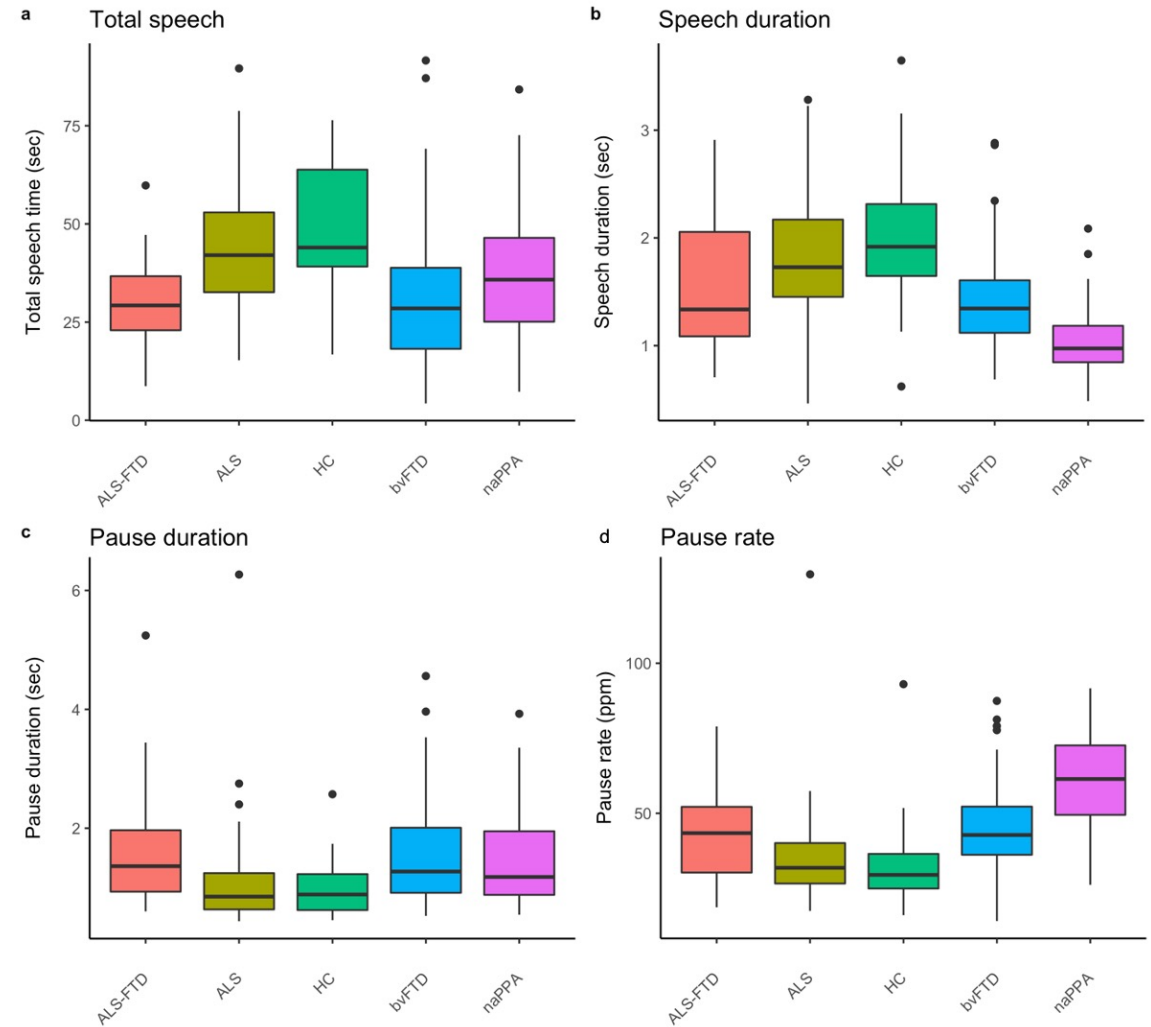 a
Total speech
Total speech time (sec)
75
50
25
0
ALS-FTD
ALS
HC
bvFTD
naPPA
b
Speech duration
Speech duration (sec)
3
2
1
ALS-FTD
ALS
HC
bvFTD
naPPA
c
Pause duration
Pause duration (sec)
6
4
2
ALS-FTD
ALS
HC
bvFTD
naPPA
d
Pause rate
Pause rate (ppm)
100
50
ALS-FTD
ALS
HC
bvFTD
naPPA